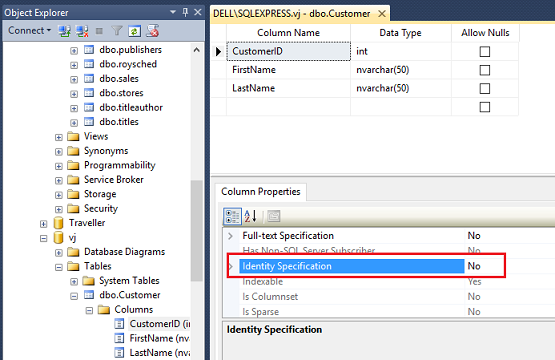 Object Explorer
Connect
dbo.publishers
dbo.roysched
dbo.sales
dbo.stores
dbo.titleauthor
dbo.titles
Views
Synonyms
Programmability
Service Broker
Storage
Security
Traveller
vj
Database Diagrams
Tables
System Tables
dbo.Customer
Columns
CustomerID (in
FirstName (nva
LastName (nva
DELL\SQLEXPRESS.vj - dbo.Customer
Column Name Data Type Allow Nulls
CustomerID int
FirstName nvarchar(50)
LastName nvarchar(50)
Column Properties
Full-text Specification No
Has Non-SQL Server Subscriber No
Identity Specification No
Indexable Yes
Is Columnset No
Is Sparse No
Identity Specification